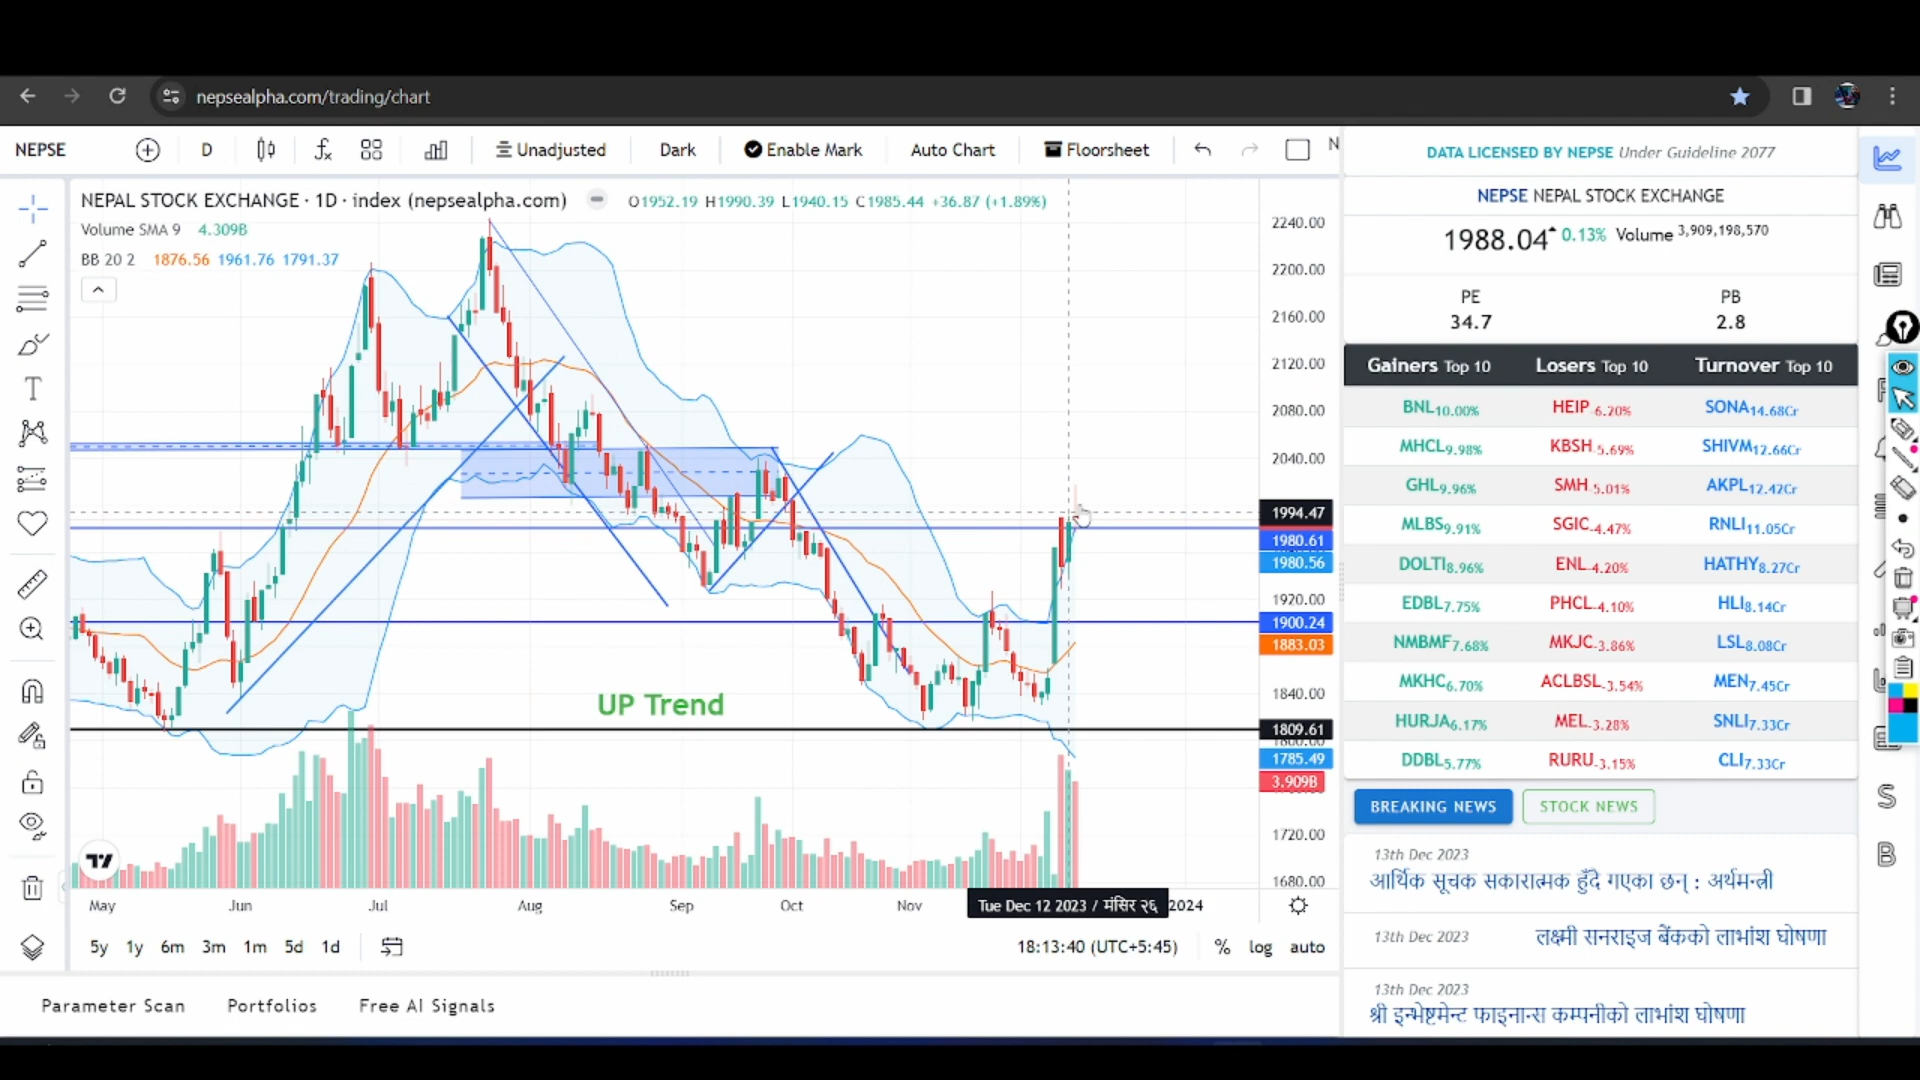 nepsealpha.com/trading/chart
NEPSE
D
Unadjusted
Dark
Enable Mark
Auto Chart
Floorsheet
N
NEPAL STOCK EXCHANGE · 1D · index (nepsealpha.com)
O1952.19 H1990.39 L1940.15 C1985.44 +36.87 (+1.89%)
Volume SMA 9 4.309B
BB 20 2 1876.56 1961.76 1791.37
2240.00
2200.00
2160.00
2120.00
2080.00
2040.00
1994.47
1980.61
1980.56
1920.00
1900.24
1883.03
1840.00
1809.61
1785.49
3.909B
1720.00
1680.00
UP Trend
May Jun Jul Aug Sep Oct Nov Tue Dec 12 2023 / मंसिर २६ 2024
5y 1y 6m 3m 1m 5d 1d
18:13:40 (UTC+5:45) % log auto
Parameter Scan Portfolios Free AI Signals
DATA LICENSED BY NEPSE Under Guideline 2077
NEPSE NEPAL STOCK EXCHANGE
1988.04 0.13% Volume 3,909,198,570
PE PB
34.7 2.8
Gainers Top 10 Losers Top 10 Turnover Top 10
BNL10.00% HEIP-6.20% SONA14.68Cr
MHCL9.98% KBSH-5.69% SHIVM12.66Cr
GHL9.96% SMH-5.01% AKPL12.42Cr
MLBS9.91% SGIC-4.47% RNLI11.05Cr
DOLTI8.96% ENL-4.20% HATHY8.27Cr
EDBL7.75% PHCL-4.10% HLI8.14Cr
NMBMF7.68% MKJC-3.86% LSL8.08Cr
MKHC6.70% ACLBSL-3.54% MEN7.45Cr
HURJA6.17% MEL-3.28% SNLI7.33Cr
DDBL5.77% RURU-3.15% CLI7.33Cr
BREAKING NEWS STOCK NEWS
13th Dec 2023
आर्थिक सूचक सकारात्मक हुँदै गएका छन् : अर्थमन्त्री
13th Dec 2023 लक्ष्मी सनराइज बैंकको लाभांश घोषणा
13th Dec 2023
श्री इन्भेष्टमेन्ट फाइनान्स कम्पनीको लाभांश घोषणा
S
B